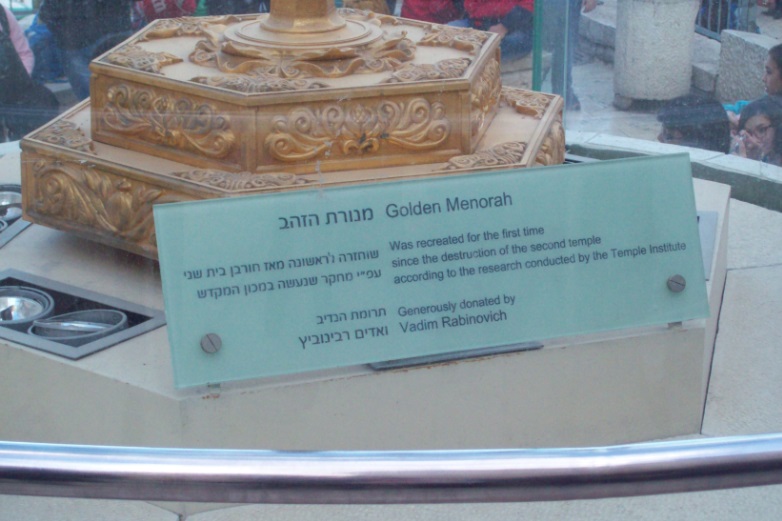 מנורת הזהב Golden Menorah
שוחזרה לראשונה מאז חורבן בית שני
עפ״י מחקר שנעשה במכון המקדש
Was recreated for the first time
since the destruction of the second temple
according to the research conducted by the Temple Institute
תרומת הנדיב
ואדים רבינוביץ
Generously donated by
Vadim Rabinovich